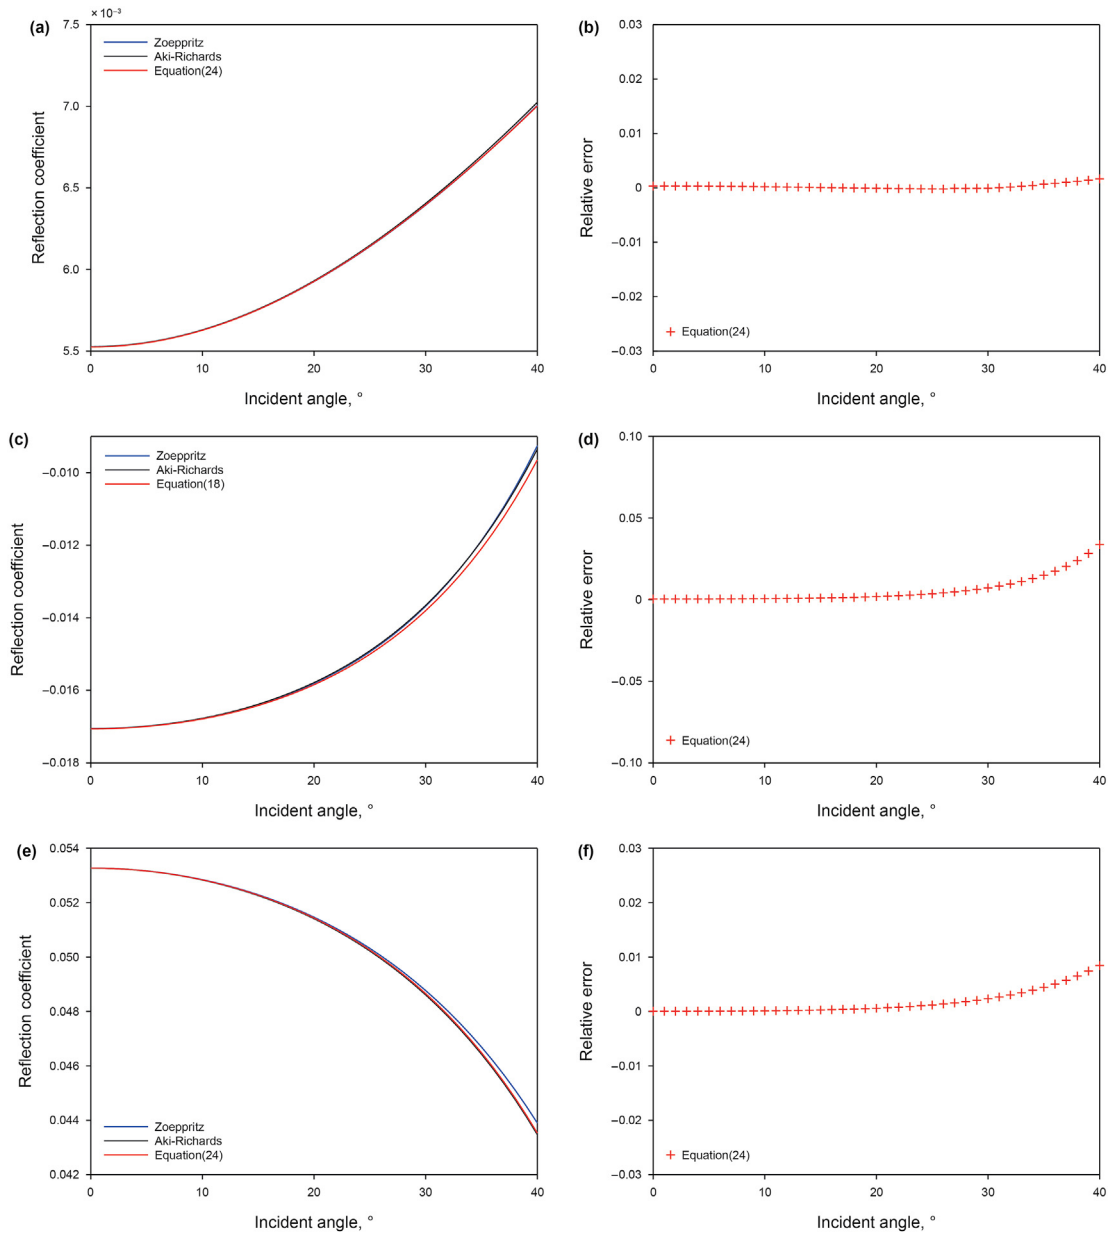 (a)
× 10⁻³
7.5
7.0
6.5
6.0
5.5
Reflection coefficient
Zoeppritz
Aki-Richards
Equation(24)
0 10 20 30 40
Incident angle, °
(b)
0.03
0.02
0.01
0
−0.01
−0.02
−0.03
Relative error
Equation(24)
0 10 20 30 40
Incident angle, °
(c)
−0.010
−0.012
−0.014
−0.016
−0.018
Reflection coefficient
Zoeppritz
Aki-Richards
Equation(18)
0 10 20 30 40
Incident angle, °
(d)
0.10
0.05
0
−0.05
−0.10
Relative error
Equation(24)
0 10 20 30 40
Incident angle, °
(e)
0.054
0.052
0.050
0.048
0.046
0.044
0.042
Reflection coefficient
Zoeppritz
Aki-Richards
Equation(24)
0 10 20 30 40
Incident angle, °
(f)
0.03
0.02
0.01
0
−0.01
−0.02
−0.03
Relative error
Equation(24)
0 10 20 30 40
Incident angle, °